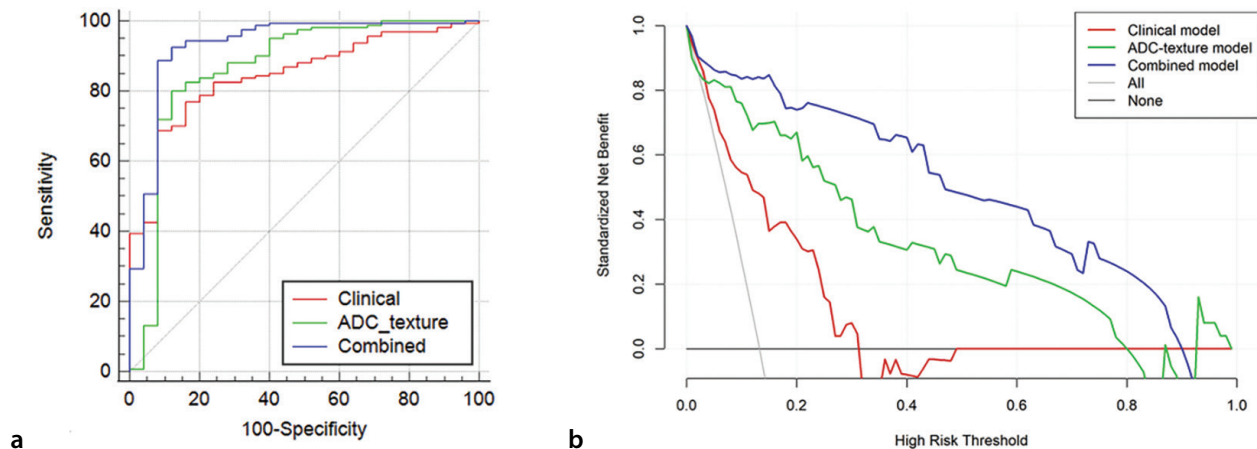 100
80
60
40
20
0
Sensitivity
0 20 40 60 80 100
100-Specificity
Clinical
ADC_texture
Combined
a
1.0
0.8
0.6
0.4
0.2
0.0
Standardized Net Benefit
0.0 0.2 0.4 0.6 0.8 1.0
High Risk Threshold
Clinical model
ADC-texture model
Combined model
All
None
b